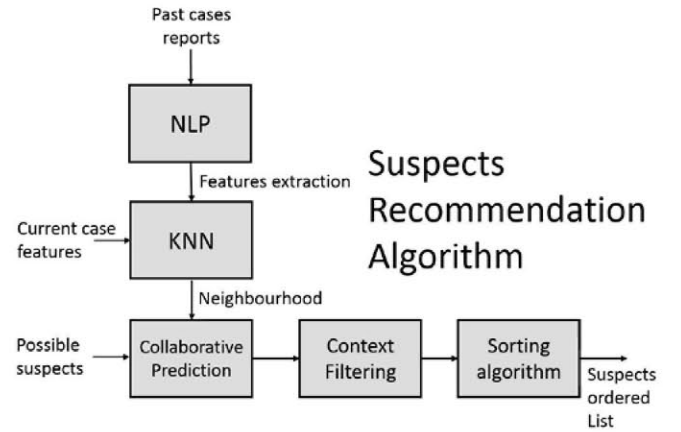 Past cases
reports
NLP
Features extraction
Suspects
Recommendation
Algorithm
Current case
features
KNN
Neighbourhood
Possible
suspects
Collaborative
Prediction
Context
Filtering
Sorting
algorithm
Suspects
ordered
List